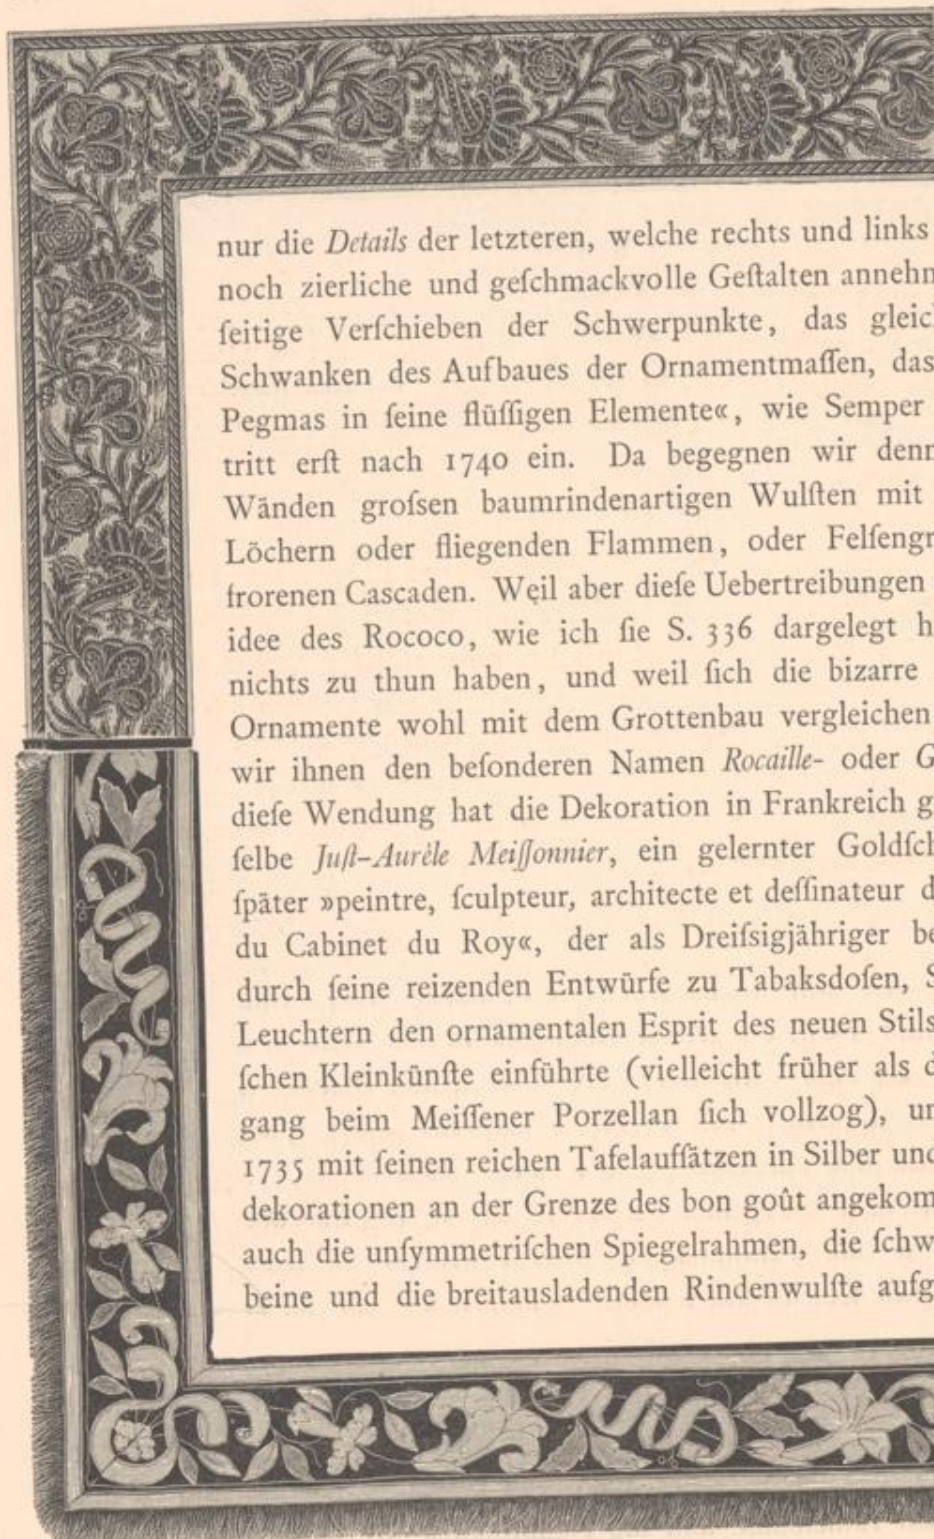 nur die Details der letzteren, welche rechts und links
noch zierliche und geſchmackvolle Geſtalten annehm
ſeitige Verſchieben der Schwerpunkte, das gleich
Schwanken des Aufbaues der Ornamentmaſſen, das
Pegmas in ſeine flüſſigen Elemente«, wie Semper
tritt erſt nach 1740 ein. Da begegnen wir denn
Wänden groſsen baumrindenartigen Wulſten mit
Löchern oder fliegenden Flammen, oder Felſengr
frorenen Cascaden. Weil aber dieſe Uebertreibungen
idee des Rococo, wie ich ſie S. 336 dargelegt h
nichts zu thun haben, und weil ſich die bizarre
Ornamente wohl mit dem Grottenbau vergleichen
wir ihnen den beſonderen Namen Rocaille- oder G
dieſe Wendung hat die Dekoration in Frankreich g
ſelbe Juſt-Aurèle Meiſſonnier, ein gelernter Goldſch
ſpäter »peintre, ſculpteur, architecte et deſſinateur d
du Cabinet du Roy«, der als Dreiſsigjähriger be
durch ſeine reizenden Entwürfe zu Tabaksdoſen, S
Leuchtern den ornamentalen Esprit des neuen Stils
ſchen Kleinkünſte einführte (vielleicht früher als d
gang beim Meiſſener Porzellan ſich vollzog), un
1735 mit ſeinen reichen Tafelaufſätzen in Silber und
dekorationen an der Grenze des bon goût angekom
auch die unſymmetriſchen Spiegelrahmen, die ſchw
beine und die breitausladenden Rindenwulſte aufg